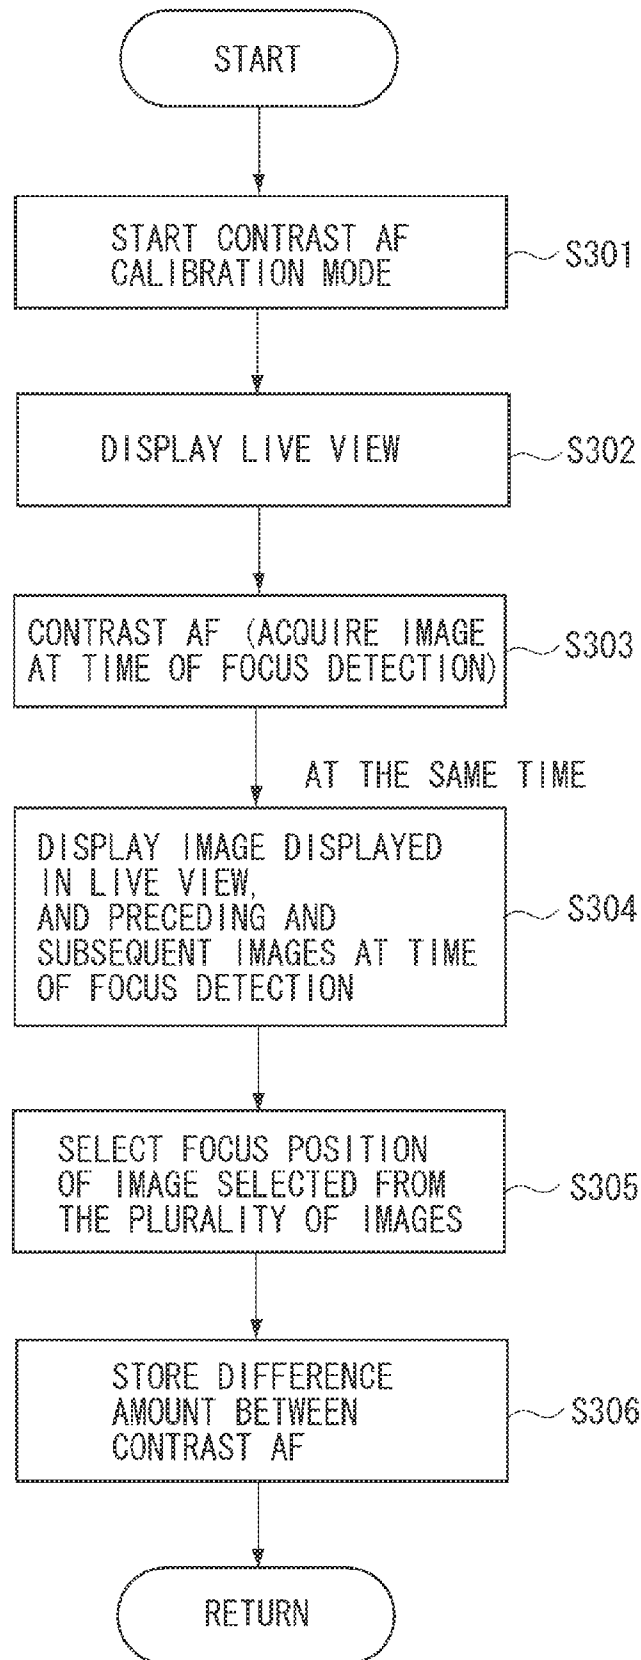 START
START CONTRAST AF
CALIBRATION MODE
S301
DISPLAY LIVE VIEW
S302
CONTRAST AF (ACQUIRE IMAGE
AT TIME OF FOCUS DETECTION)
S303
AT THE SAME TIME
DISPLAY IMAGE DISPLAYED
IN LIVE VIEW,
AND PRECEDING AND
SUBSEQUENT IMAGES AT TIME
OF FOCUS DETECTION
S304
SELECT FOCUS POSITION
OF IMAGE SELECTED FROM
THE PLURALITY OF IMAGES
S305
STORE DIFFERENCE
AMOUNT BETWEEN
CONTRAST AF
S306
RETURN